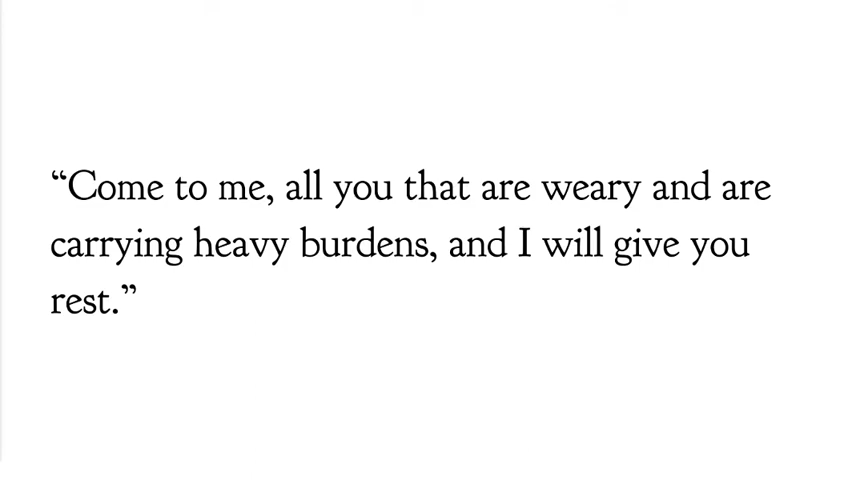 “Come to me, all you that are weary and are
carrying heavy burdens, and I will give you
rest.”